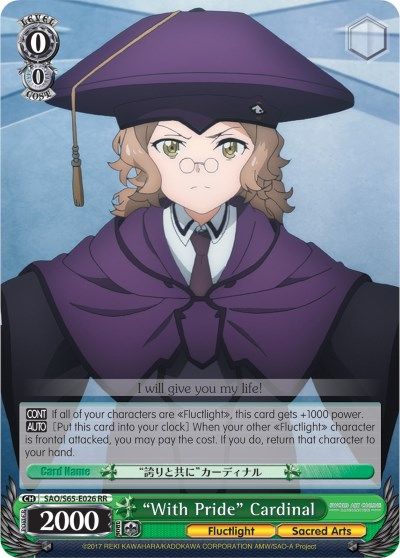 LEVEL
0
0
COST
I will give you my life!
CONT If all of your characters are «Fluctlight», this card gets +1000 power.
AUTO [Put this card into your clock] When your other «Fluctlight» character
is frontal attacked, you may pay the cost. If you do, return that character
to your hand.
Card Name "誇りと共に"カーディナル
CH SAO/S65-E026 RR
2000
"With Pride" Cardinal
SWORD ART ONLINE
Fluctlight
Sacred Arts
©2017 REKI KAWAHARA/KADOKAWA CORPORATION AMW/SAO-A Project